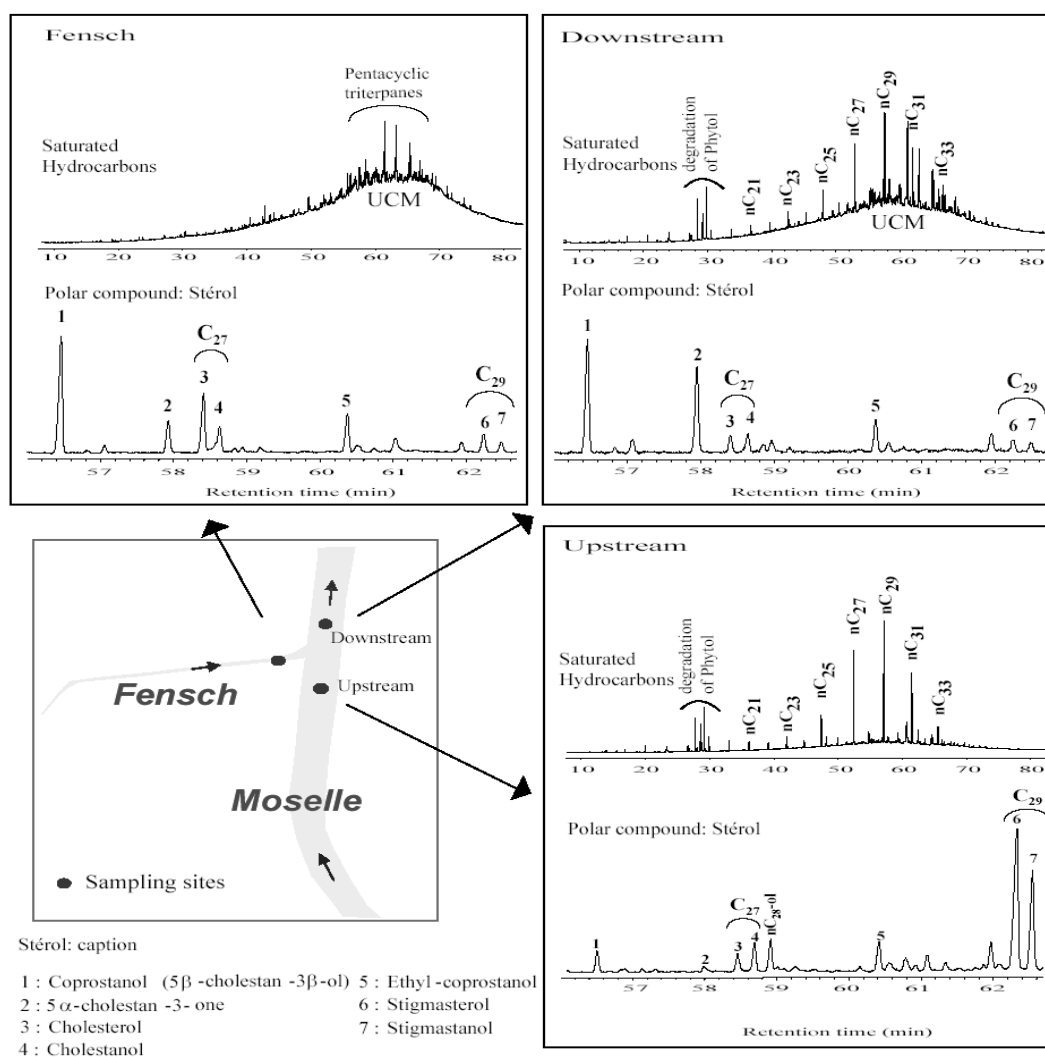 Fensch
Pentacyclic
triterpanes
Saturated
Hydrocarbons
UCM
10 20 30 40 50 60 70 80
Polar compound: Stérol
1
2
C27
3
4
5
C29
6 7
57 58 59 60 61 62
Retention time (min)
Downstream
Saturated
Hydrocarbons
degradation
of Phytol
nC21
nC23
nC25
nC27
nC29
nC31
nC33
UCM
10 20 30 40 50 60 70 80
Polar compound: Stérol
1
2
C27
3 4
5
C29
6 7
57 58 59 60 61 62
Retention time (min)
Upstream
Saturated
Hydrocarbons
degradation
of Phytol
nC21
nC23
nC25
nC27
nC29
nC31
nC33
10 20 30 40 50 60 70 80
Polar compound: Stérol
1
2
C27
3 4
nC28-ol
5
C29
6
7
57 58 59 60 61 62
Retention time (min)
Downstream
Fensch
Upstream
Moselle
Sampling sites
Stérol: caption
1 : Coprostanol (5β -cholestan -3β-ol)
2 : 5 α-cholestan -3- one
3 : Cholesterol
4 : Cholestanol
5 : Ethyl -coprostanol
6 : Stigmasterol
7 : Stigmastanol